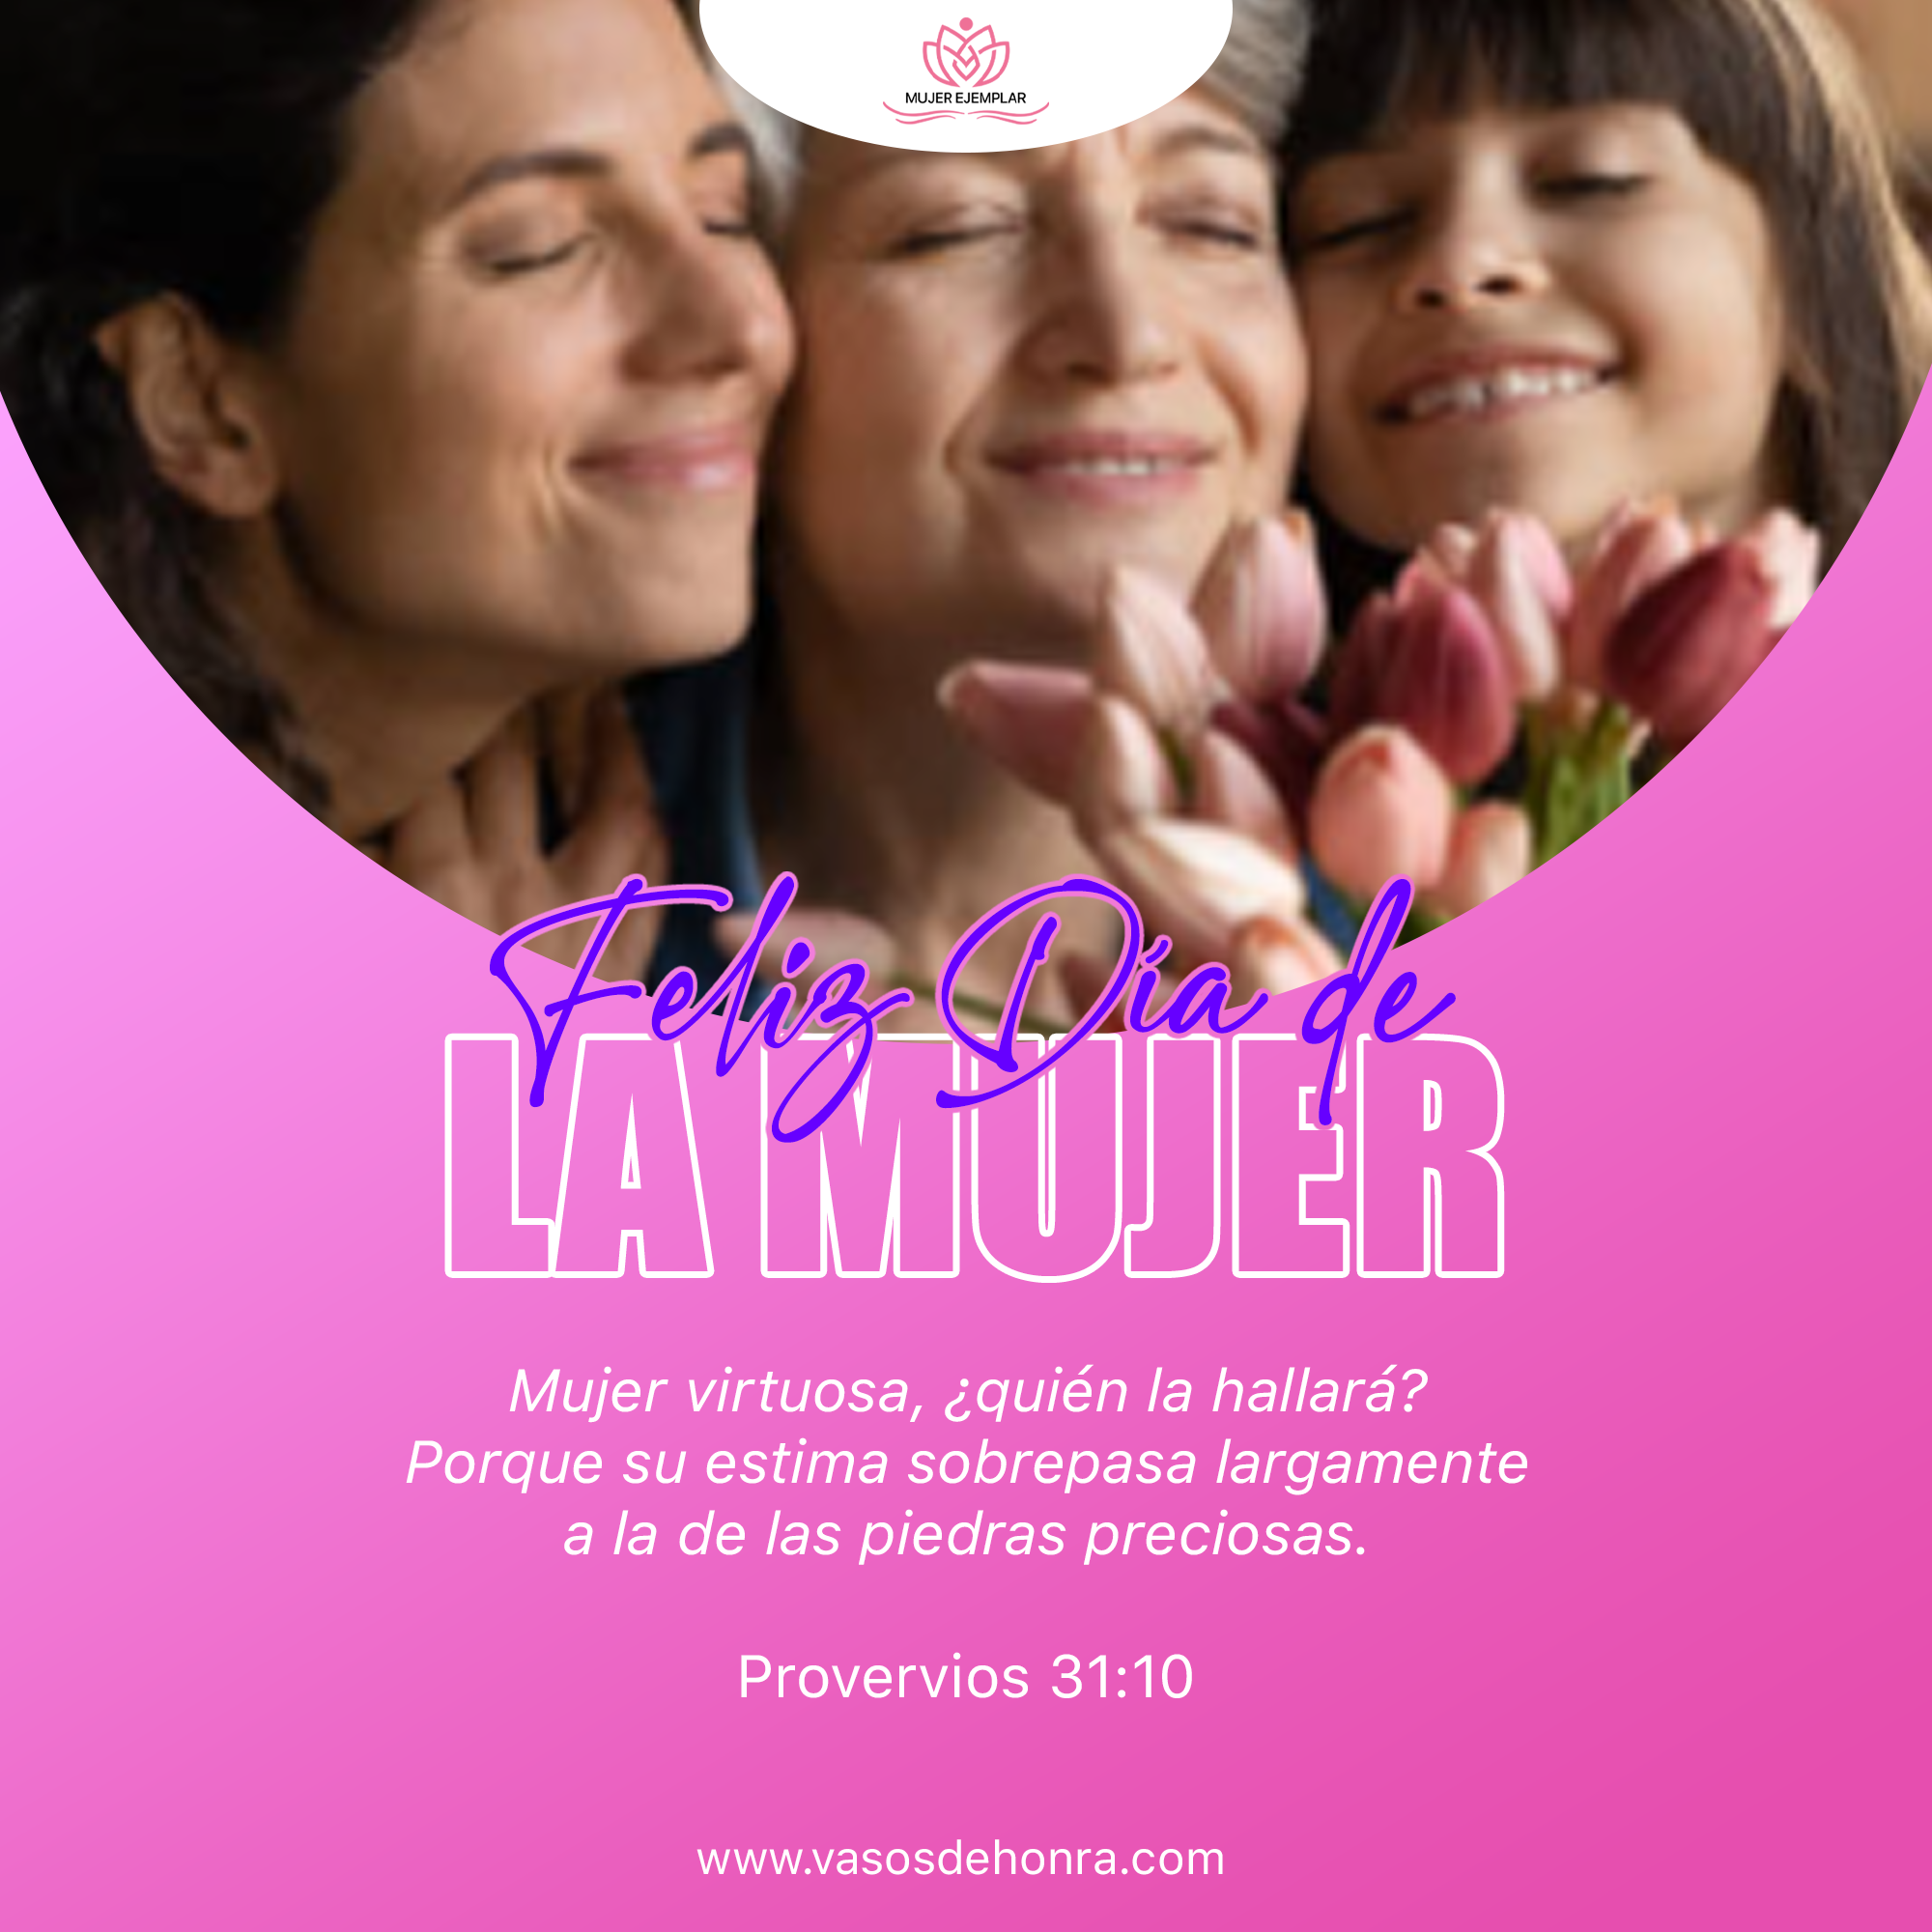 MUJER EJEMPLAR
Feliz Día de
LA MUJER
Mujer virtuosa, ¿quién la hallará?
Porque su estima sobrepasa largamente
a la de las piedras preciosas.
Provervios 31:10
www.vasosdehonra.com